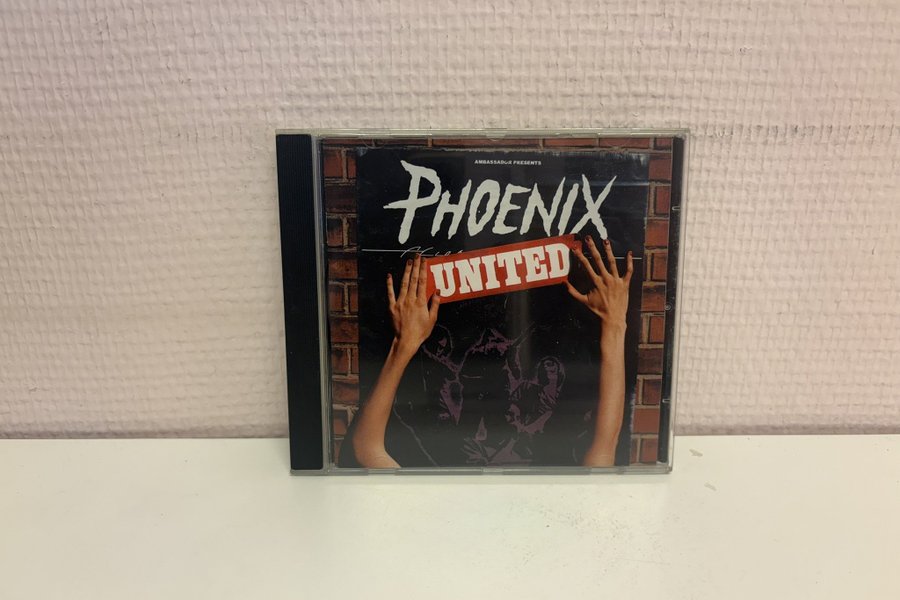 AMBASSADOR PRESENTS
PHOENIX
UNITED